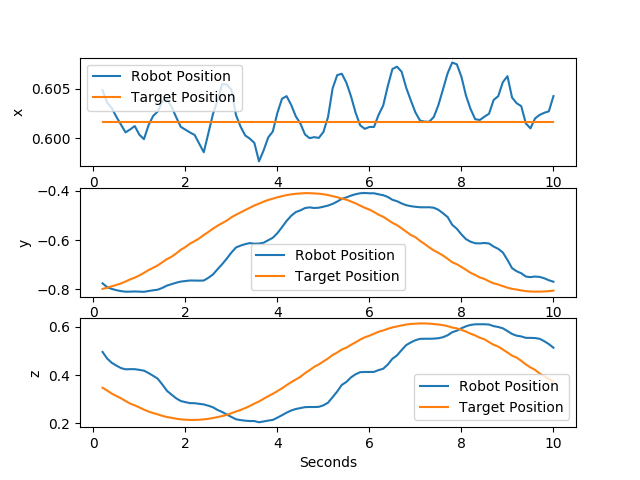 0.605
0.600
x
Robot Position
Target Position
0 2 4 6 8 10
−0.4
−0.6
−0.8
y
Robot Position
Target Position
0 2 4 6 8 10
0.6
0.4
0.2
z
Robot Position
Target Position
0 2 4 6 8 10
Seconds